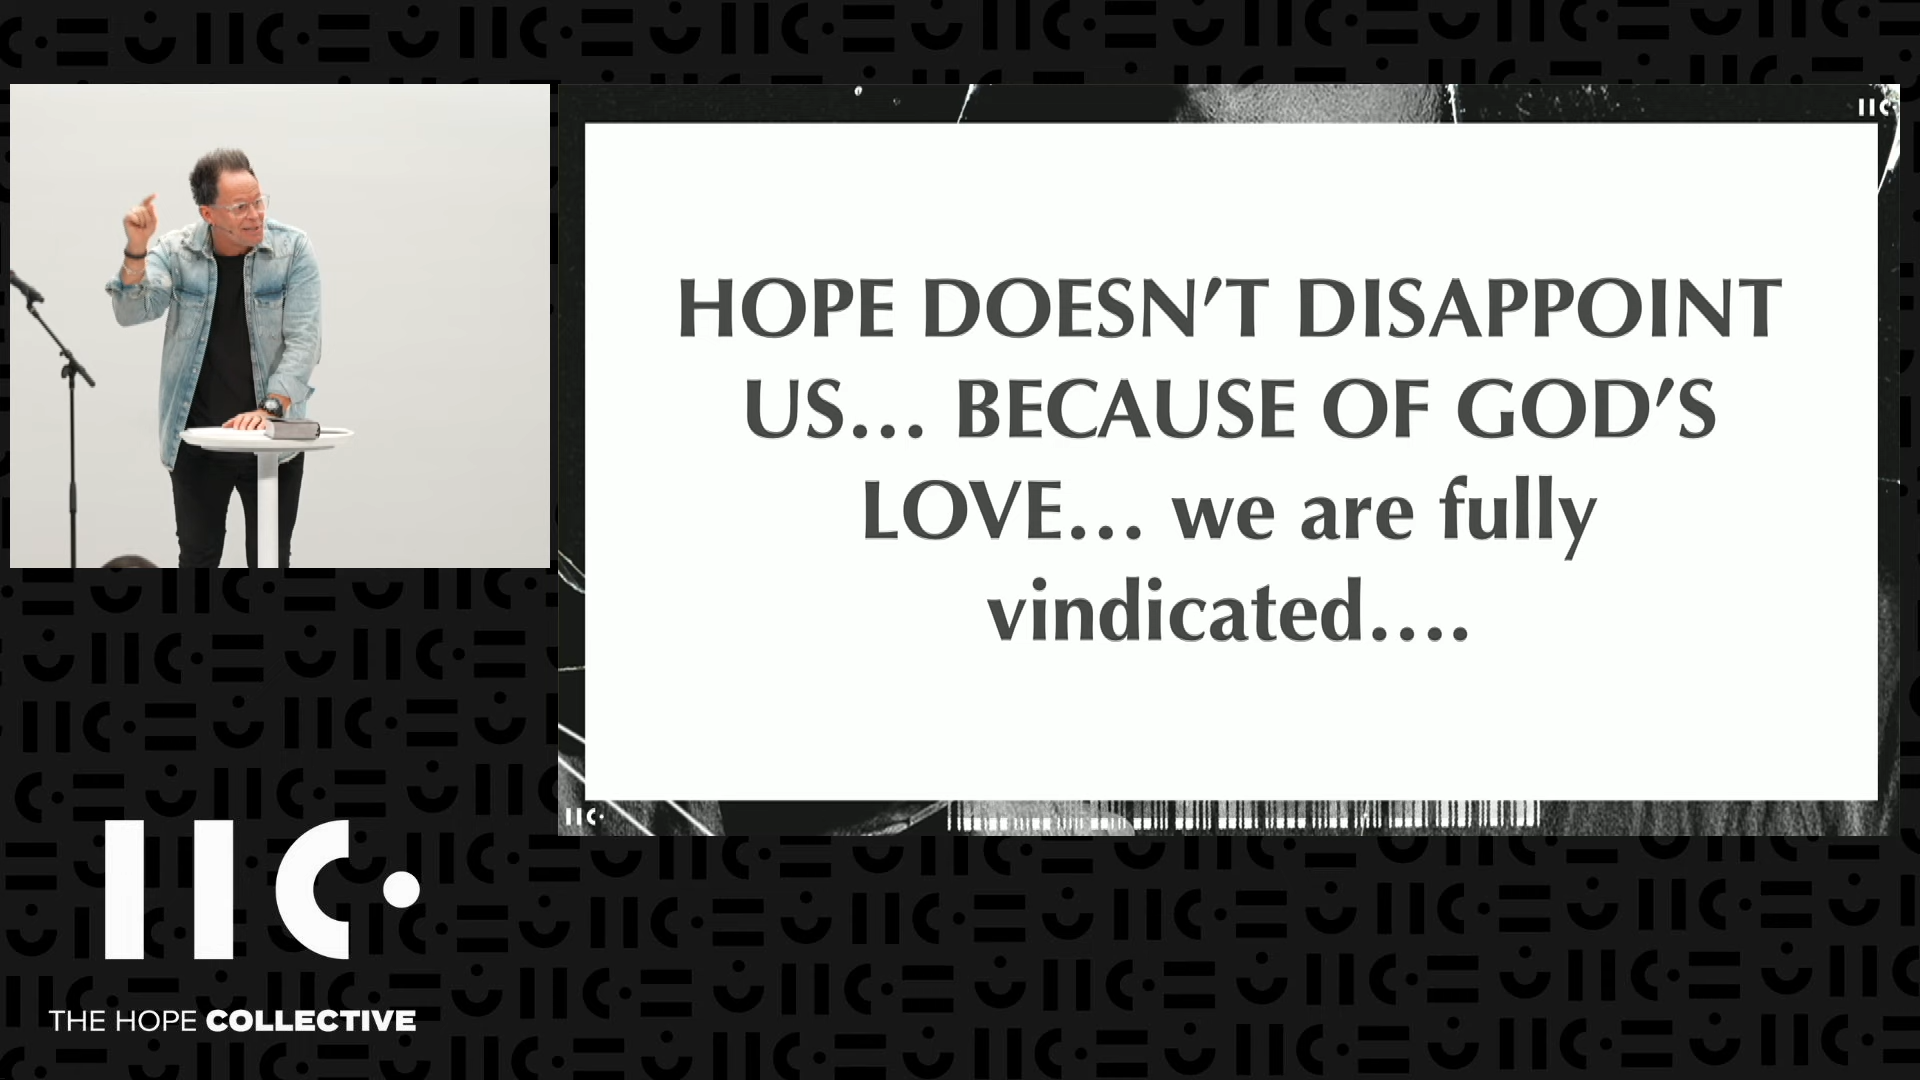 HOPE DOESN’T DISAPPOINT
US... BECAUSE OF GOD’S
LOVE... we are fully
vindicated....
THE HOPE COLLECTIVE